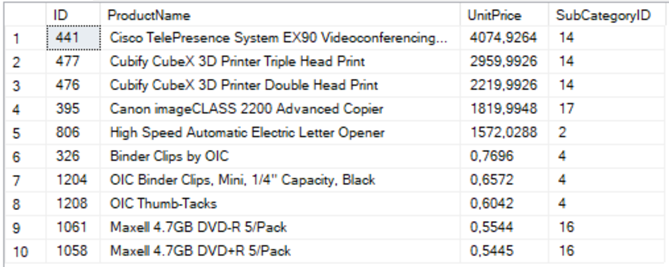 ID ProductName UnitPrice SubCategoryID
1 441 Cisco TelePresence System EX90 Videoconferencing... 4074,9264 14
2 477 Cubify CubeX 3D Printer Triple Head Print 2959,9926 14
3 476 Cubify CubeX 3D Printer Double Head Print 2219,9926 14
4 395 Canon imageCLASS 2200 Advanced Copier 1819,9948 17
5 806 High Speed Automatic Electric Letter Opener 1572,0288 2
6 326 Binder Clips by OIC 0,7696 4
7 1204 OIC Binder Clips, Mini, 1/4" Capacity, Black 0,6572 4
8 1208 OIC Thumb-Tacks 0,6042 4
9 1061 Maxell 4.7GB DVD-R 5/Pack 0,5544 16
10 1058 Maxell 4.7GB DVD+R 5/Pack 0,5445 16